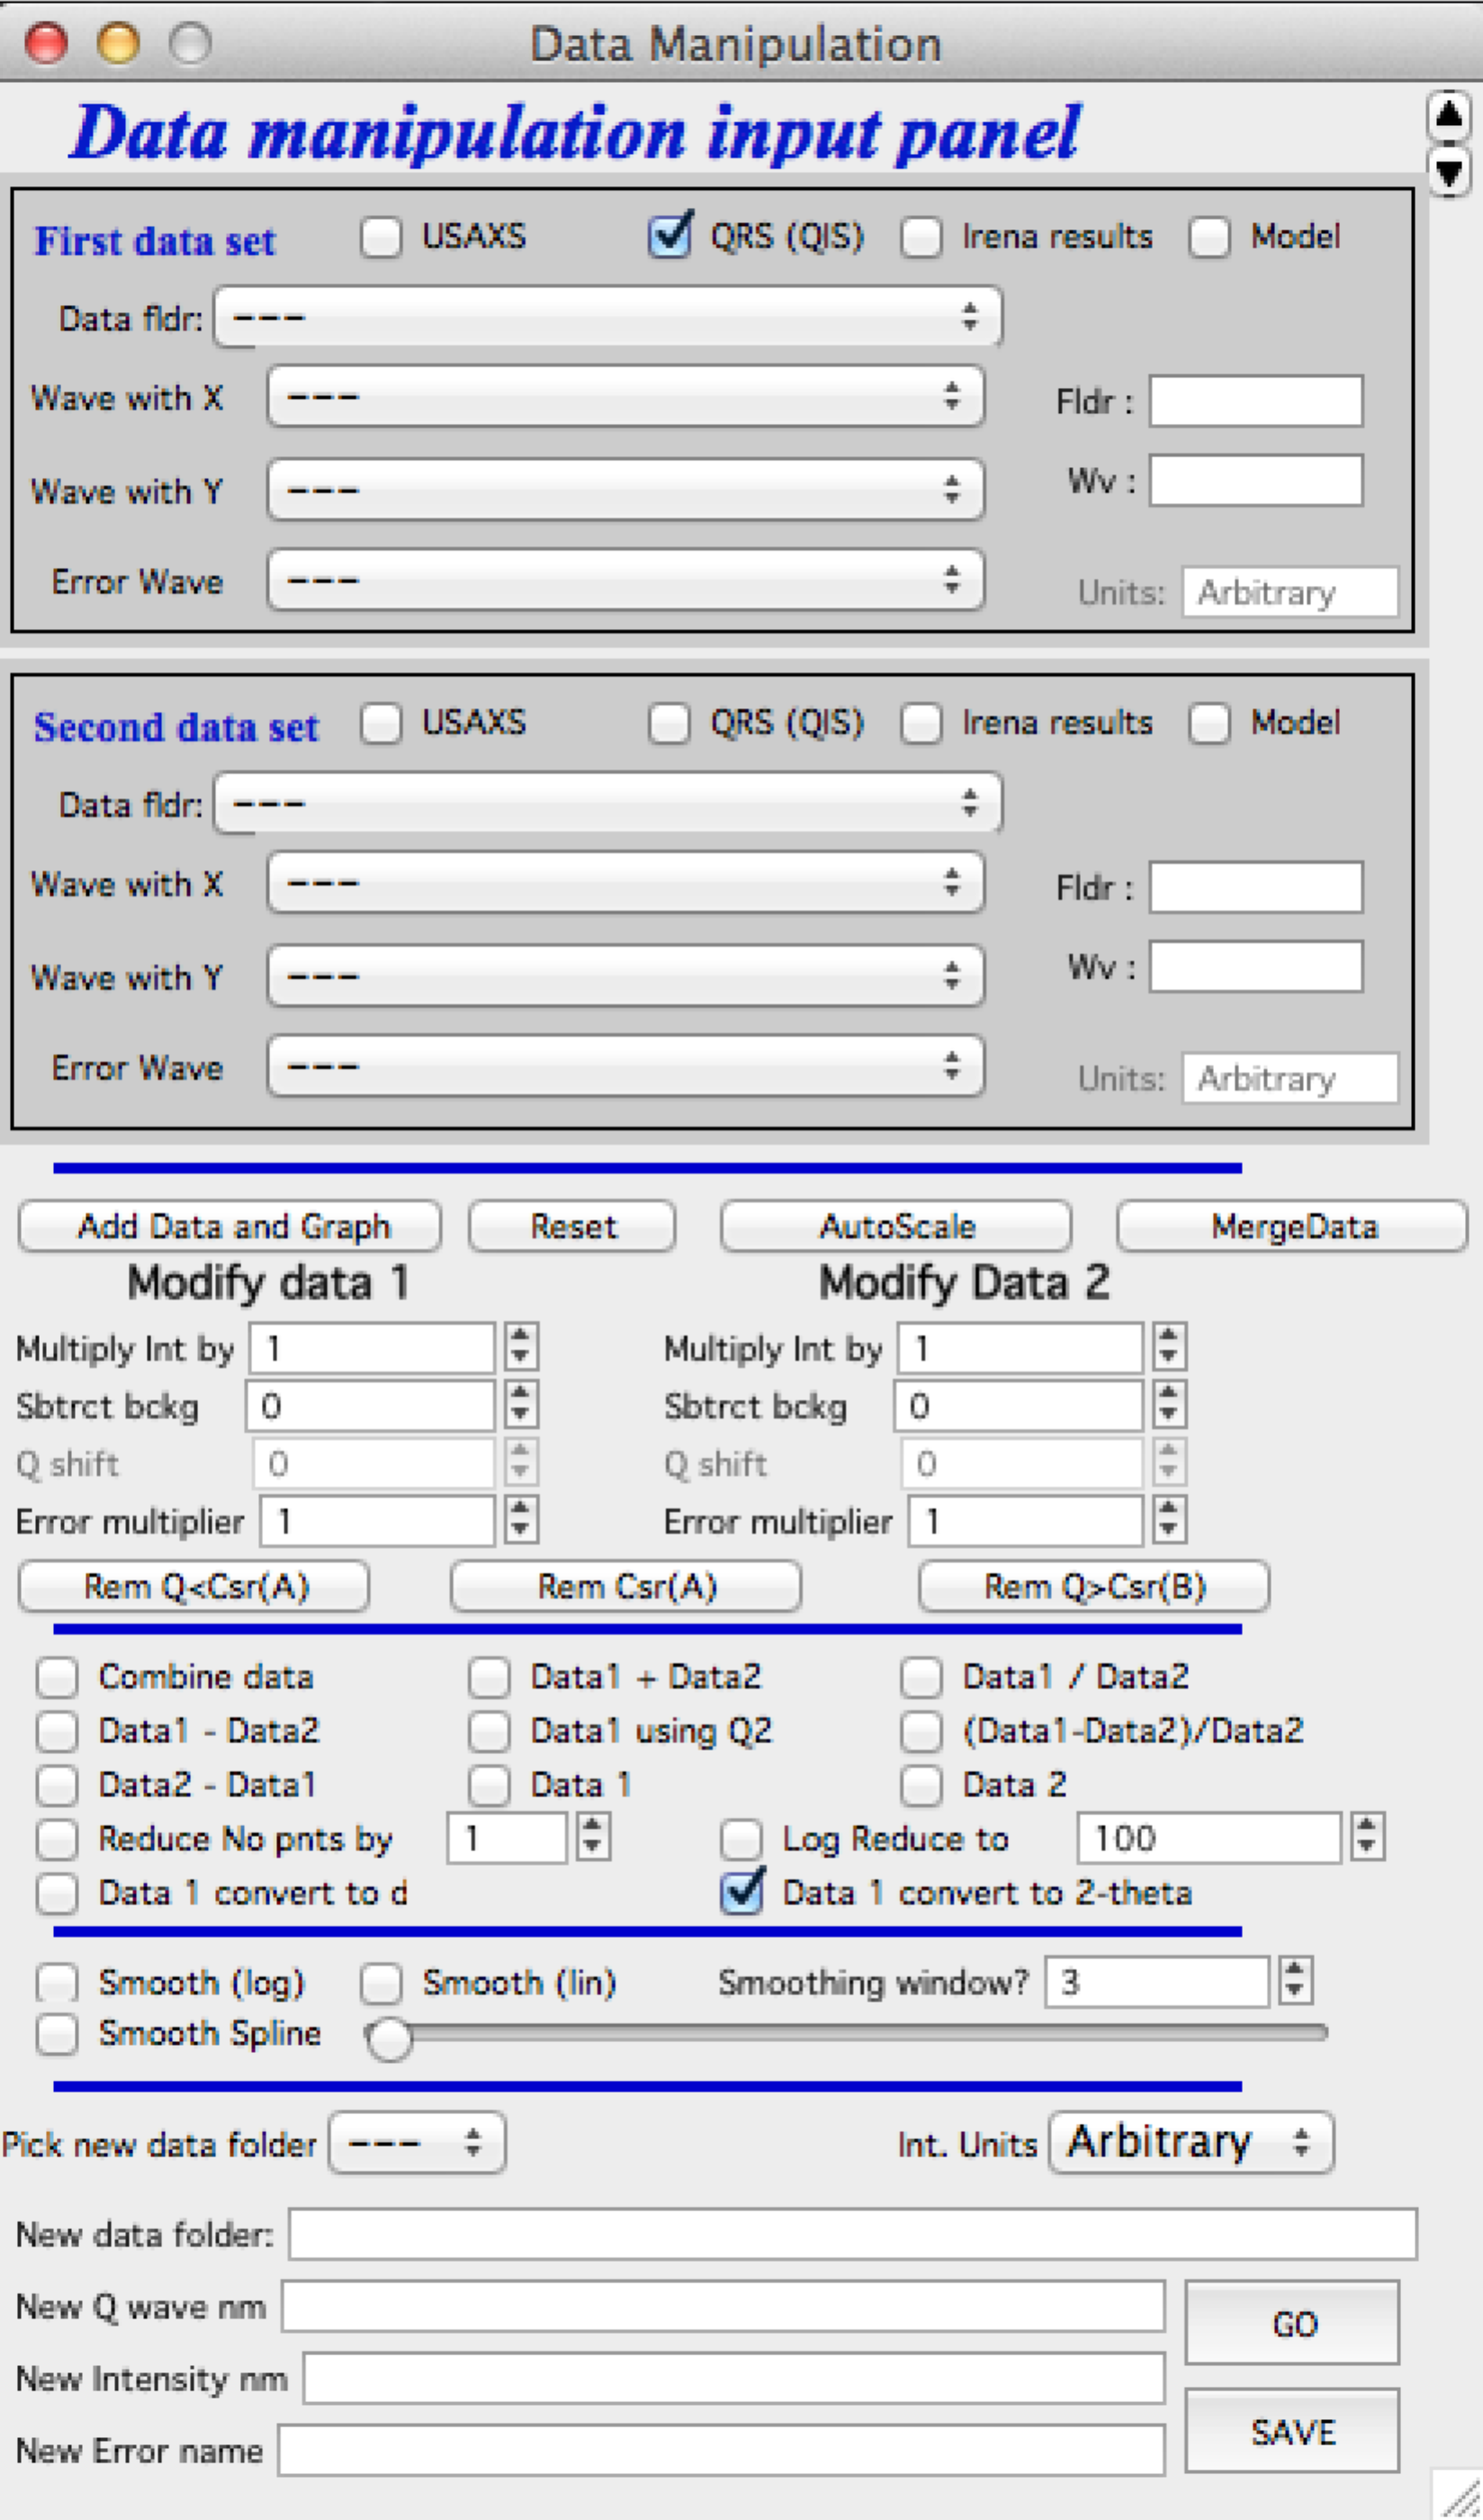 Data Manipulation
Data manipulation input panel
First data set USAXS QRS (QIS) Irena results Model
Data fldr: ---
Wave with X --- Fldr :
Wave with Y --- Wv :
Error Wave --- Units: Arbitrary
Second data set USAXS QRS (QIS) Irena results Model
Data fldr: ---
Wave with X --- Fldr :
Wave with Y --- Wv :
Error Wave --- Units: Arbitrary
Add Data and Graph Reset AutoScale MergeData
Modify data 1 Modify Data 2
Multiply Int by 1 Multiply Int by 1
Sbtrct bckg 0 Sbtrct bckg 0
Q shift 0 Q shift 0
Error multiplier 1 Error multiplier 1
Rem Q<Csr(A) Rem Csr(A) Rem Q>Csr(B)
Combine data Data1 + Data2 Data1 / Data2
Data1 - Data2 Data1 using Q2 (Data1-Data2)/Data2
Data2 - Data1 Data 1 Data 2
Reduce No pnts by 1 Log Reduce to 100
Data 1 convert to d Data 1 convert to 2-theta
Smooth (log) Smooth (lin) Smoothing window? 3
Smooth Spline
Pick new data folder --- Int. Units Arbitrary
New data folder:
New Q wave nm
GO
New Intensity nm
SAVE
New Error name